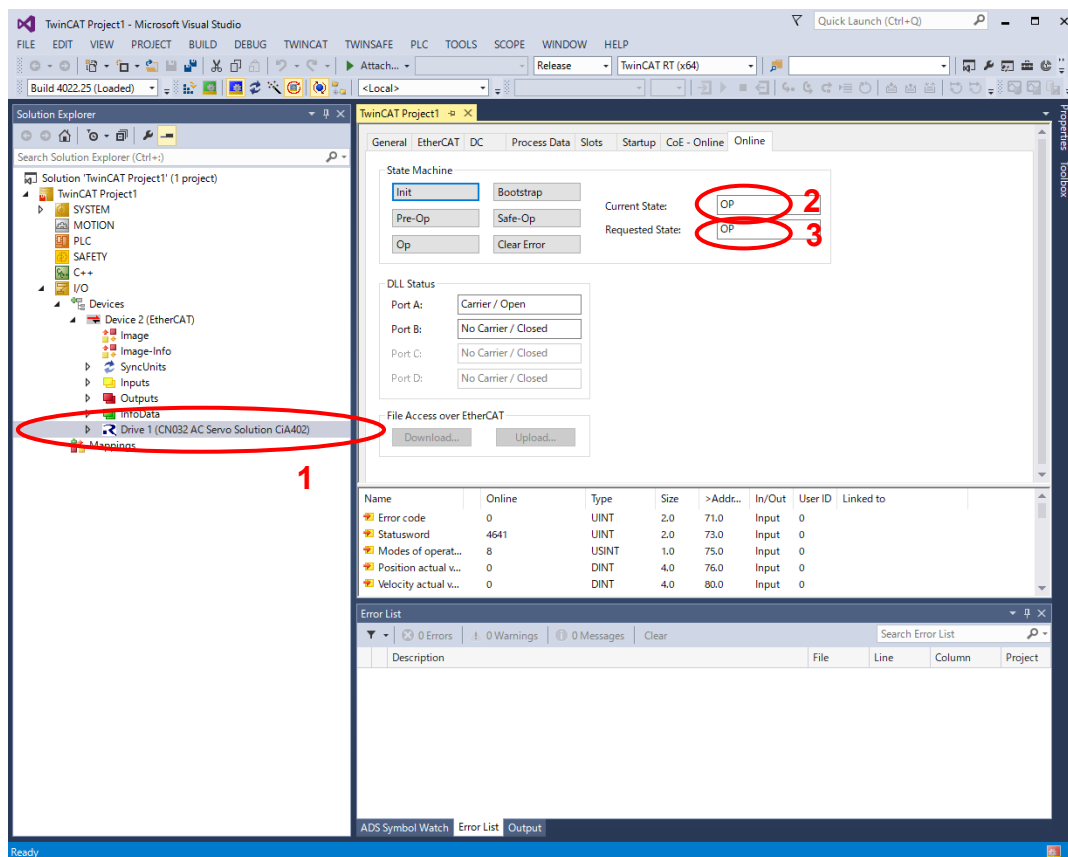 TwinCAT Project1 - Microsoft Visual Studio
Quick Launch (Ctrl+Q)
FILE EDIT VIEW PROJECT BUILD DEBUG TWINCAT TWINSAFE PLC TOOLS SCOPE WINDOW HELP
Attach... Release TwinCAT RT (x64)
Build 4022.25 (Loaded) <Local>
Solution Explorer
Search Solution Explorer (Ctrl+;)
Solution 'TwinCAT Project1' (1 project)
TwinCAT Project1
SYSTEM
MOTION
PLC
SAFETY
C++
I/O
Devices
Device 2 (EtherCAT)
Image
Image-Info
SyncUnits
Inputs
Outputs
InfoData
Drive 1 (CN032 AC Servo Solution CiA402)
Mappings
1
TwinCAT Project1
General EtherCAT DC Process Data Slots Startup CoE - Online Online
State Machine
Init Bootstrap
Pre-Op Safe-Op
Op Clear Error
Current State: OP 2
Requested State: OP 3
DLL Status
Port A: Carrier / Open
Port B: No Carrier / Closed
Port C: No Carrier / Closed
Port D: No Carrier / Closed
File Access over EtherCAT
Download... Upload...
Name Online Type Size >Addr... In/Out User ID Linked to
Error code 0 UINT 2.0 71.0 Input 0
Statusword 4641 UINT 2.0 73.0 Input 0
Modes of operat... 8 USINT 1.0 75.0 Input 0
Position actual v... 0 DINT 4.0 76.0 Input 0
Velocity actual v... 0 DINT 4.0 80.0 Input 0
Error List
0 Errors 0 Warnings 0 Messages Clear Search Error List
Description File Line Column Project
ADS Symbol Watch Error List Output
Ready
Properties
Toolbox